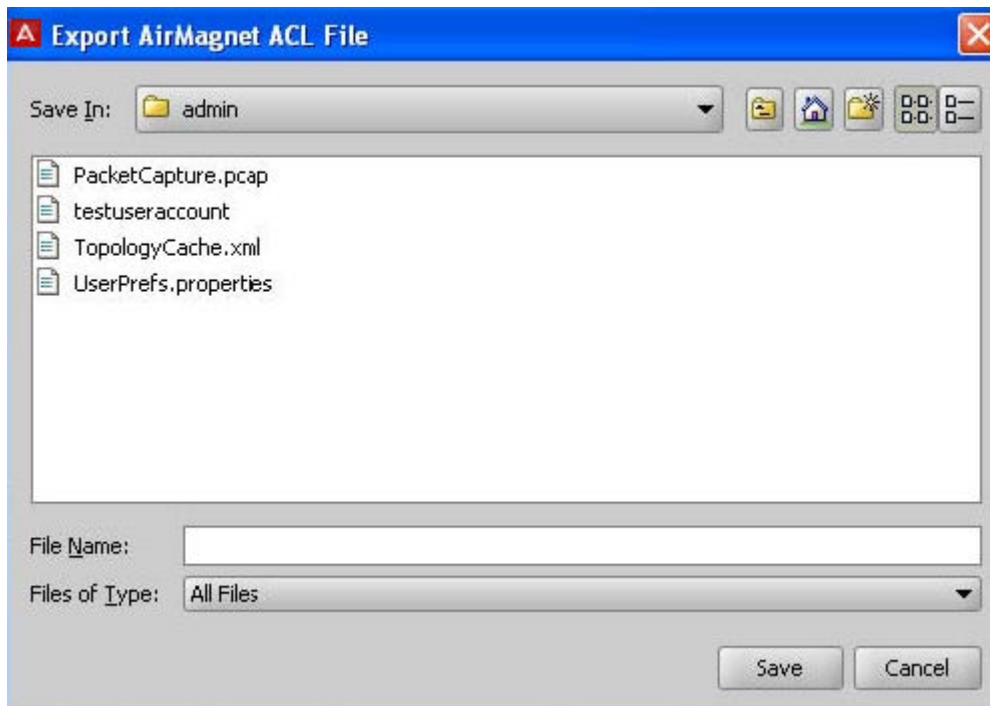 A Export AirMagnet ACL File
Save In: admin
PacketCapture.pcap
testuseraccount
TopologyCache.xml
UserPrefs.properties
File Name:
Files of Type: All Files
Save Cancel